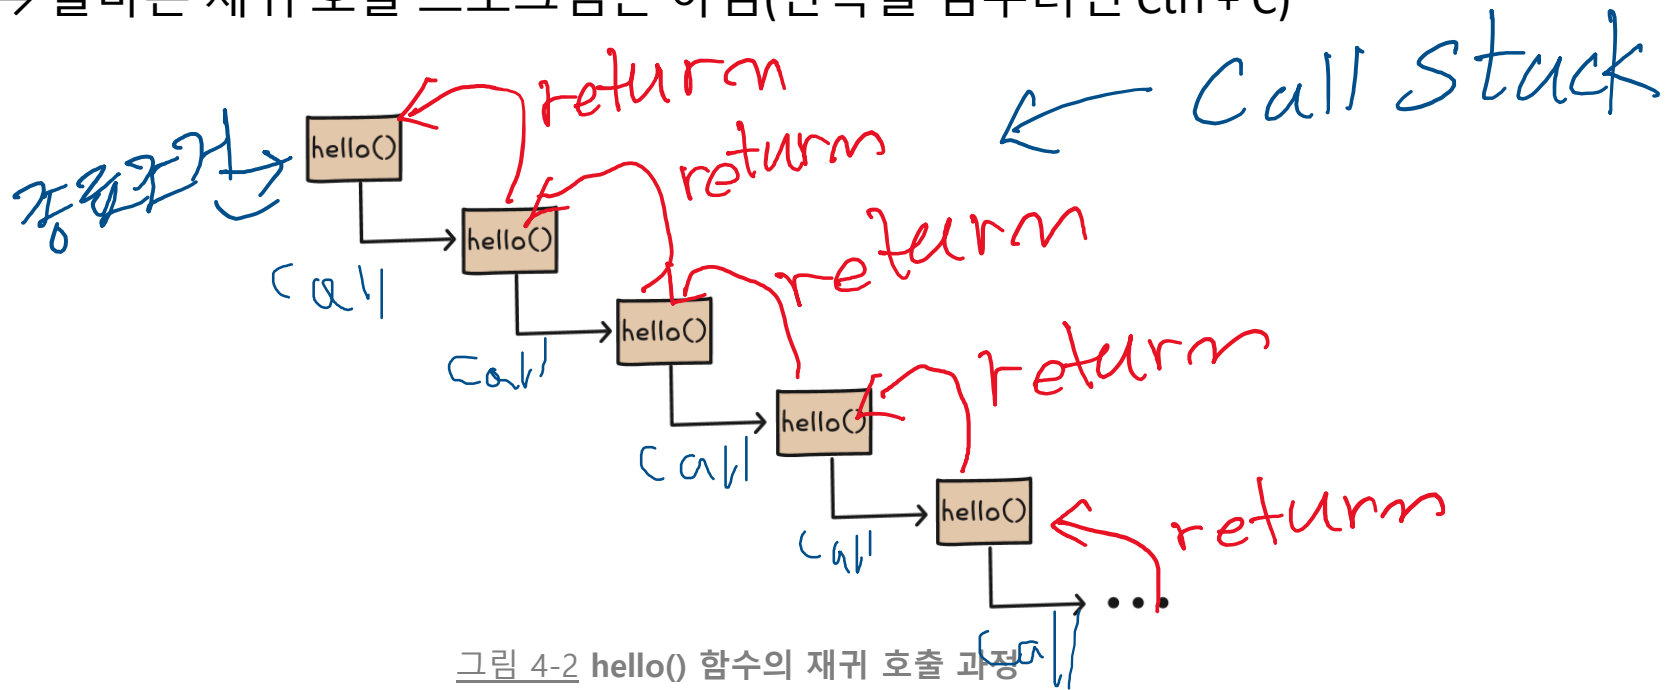 Call Stack
return
종료조건
hello()
return
hello()
call
return
hello()
call
return
hello()
call
return
hello()
call
call
그림 4-2 hello() 함수의 재귀 호출 과정